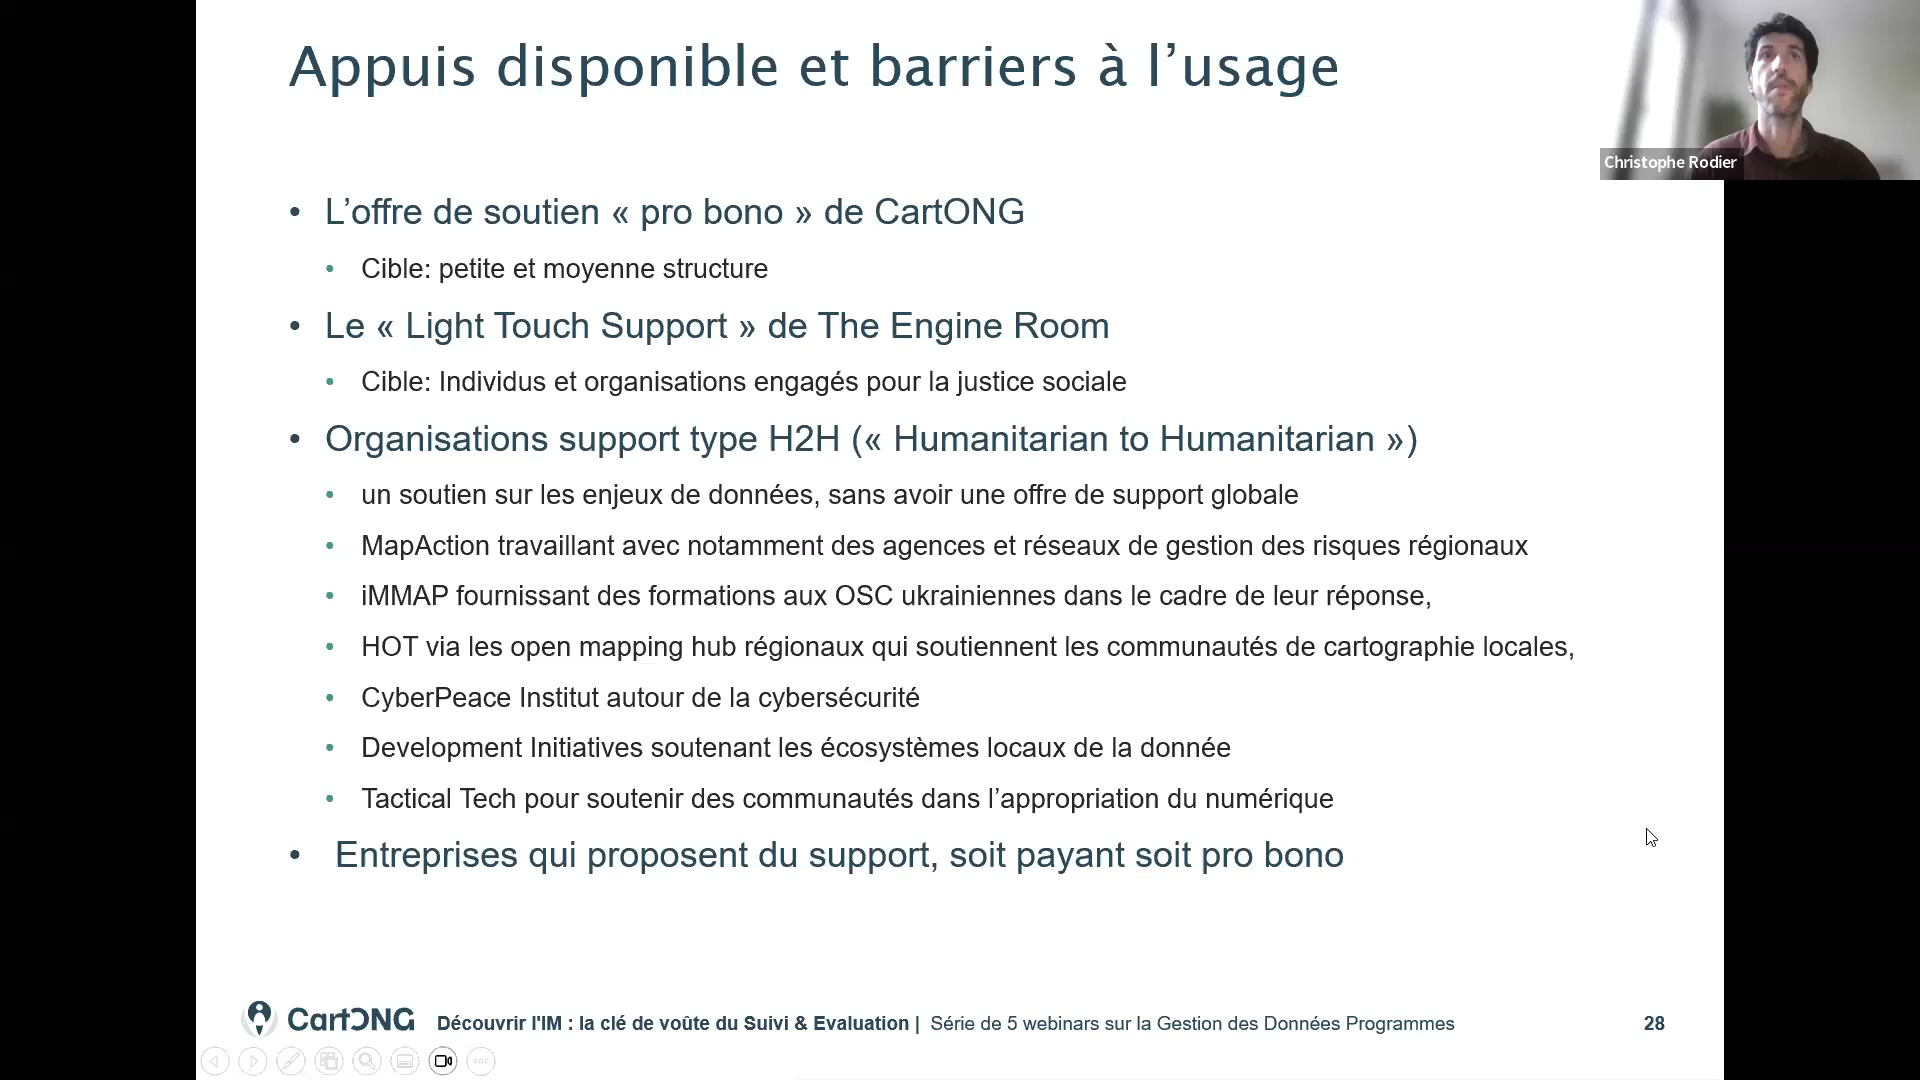 Appuis disponible et barriers à l’usage
Christophe Rodier
• L’offre de soutien « pro bono » de CartONG
• Cible: petite et moyenne structure
• Le « Light Touch Support » de The Engine Room
• Cible: Individus et organisations engagés pour la justice sociale
• Organisations support type H2H (« Humanitarian to Humanitarian »)
• un soutien sur les enjeux de données, sans avoir une offre de support globale
• MapAction travaillant avec notamment des agences et réseaux de gestion des risques régionaux
• iMMAP fournissant des formations aux OSC ukrainiennes dans le cadre de leur réponse,
• HOT via les open mapping hub régionaux qui soutiennent les communautés de cartographie locales,
• CyberPeace Institut autour de la cybersécurité
• Development Initiatives soutenant les écosystèmes locaux de la donnée
• Tactical Tech pour soutenir des communautés dans l’appropriation du numérique
• Entreprises qui proposent du support, soit payant soit pro bono
CartONG Découvrir l'IM : la clé de voûte du Suivi & Evaluation | Série de 5 webinars sur la Gestion des Données Programmes 28